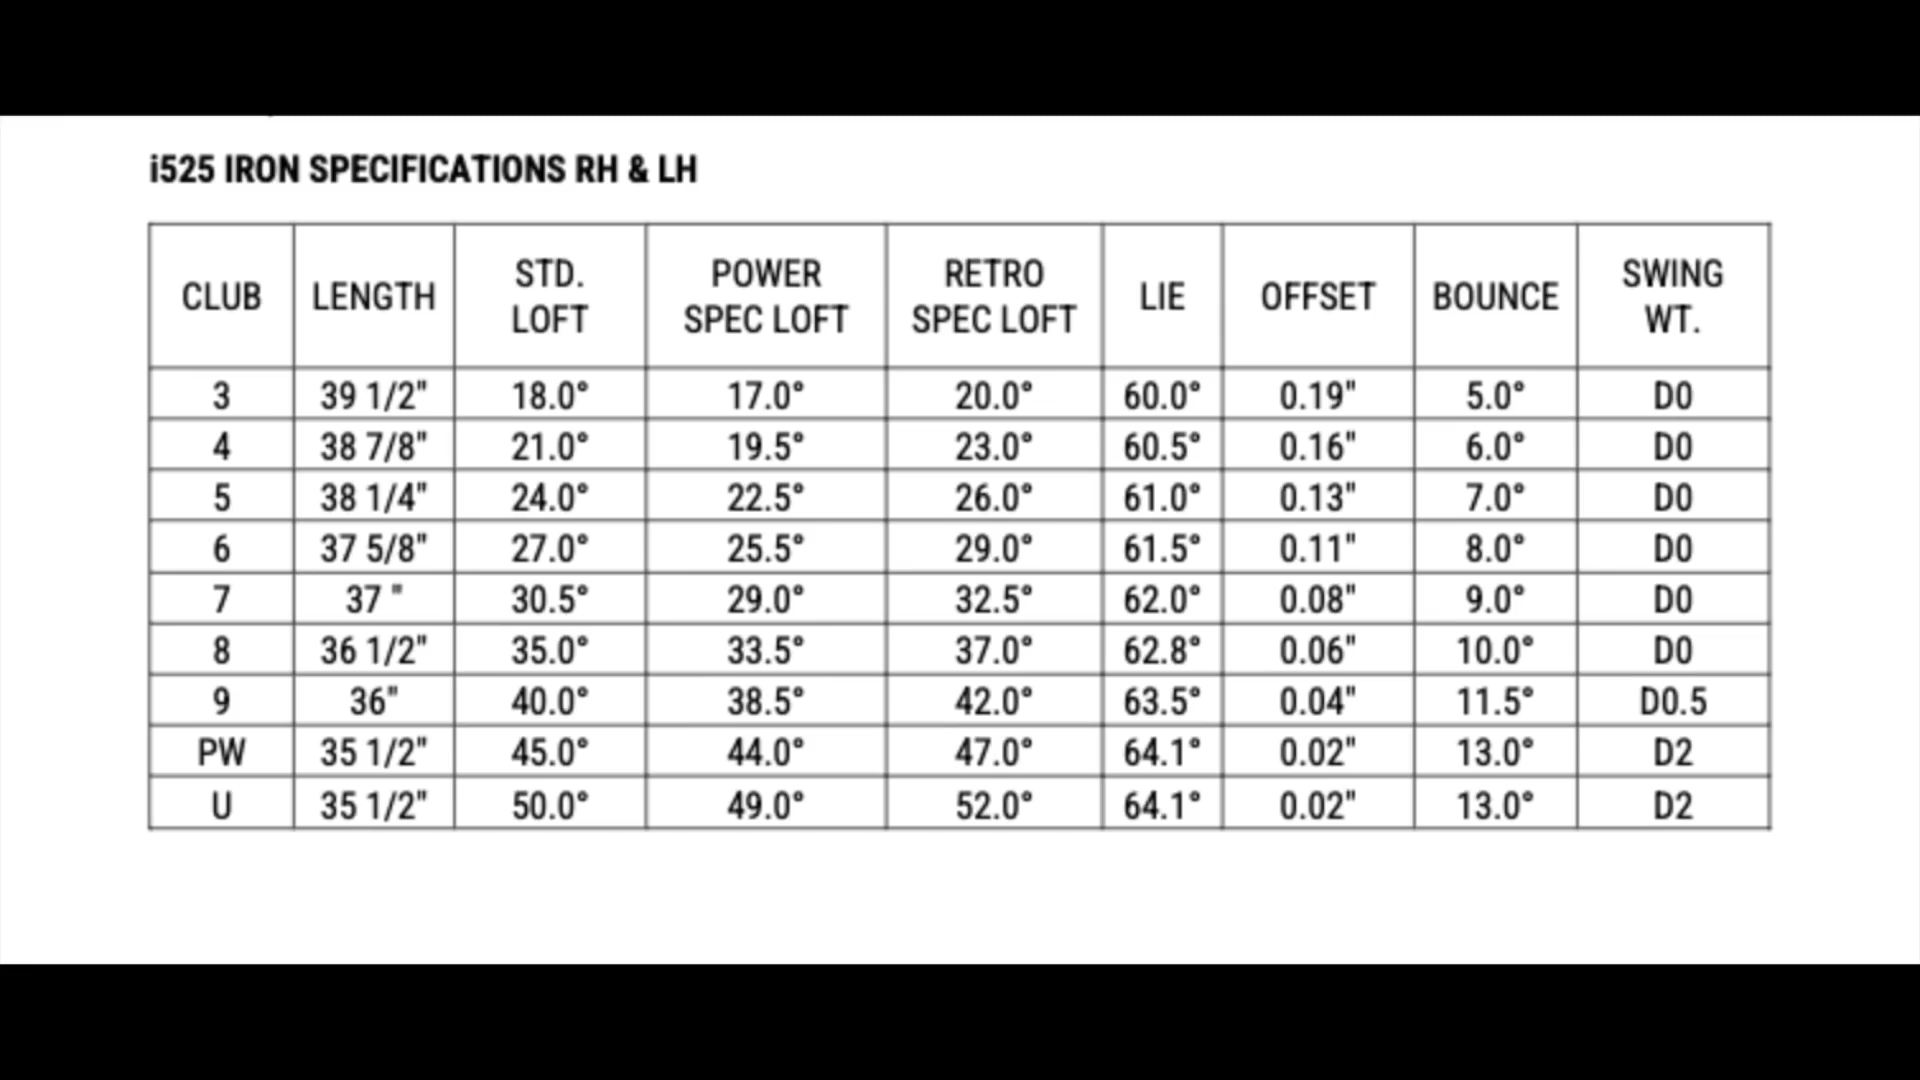 i525 IRON SPECIFICATIONS RH & LH
CLUB LENGTH STD. LOFT POWER SPEC LOFT RETRO SPEC LOFT LIE OFFSET BOUNCE SWING WT.
3 39 1/2" 18.0° 17.0° 20.0° 60.0° 0.19" 5.0° D0
4 38 7/8" 21.0° 19.5° 23.0° 60.5° 0.16" 6.0° D0
5 38 1/4" 24.0° 22.5° 26.0° 61.0° 0.13" 7.0° D0
6 37 5/8" 27.0° 25.5° 29.0° 61.5° 0.11" 8.0° D0
7 37 " 30.5° 29.0° 32.5° 62.0° 0.08" 9.0° D0
8 36 1/2" 35.0° 33.5° 37.0° 62.8° 0.06" 10.0° D0
9 36" 40.0° 38.5° 42.0° 63.5° 0.04" 11.5° D0.5
PW 35 1/2" 45.0° 44.0° 47.0° 64.1° 0.02" 13.0° D2
U 35 1/2" 50.0° 49.0° 52.0° 64.1° 0.02" 13.0° D2